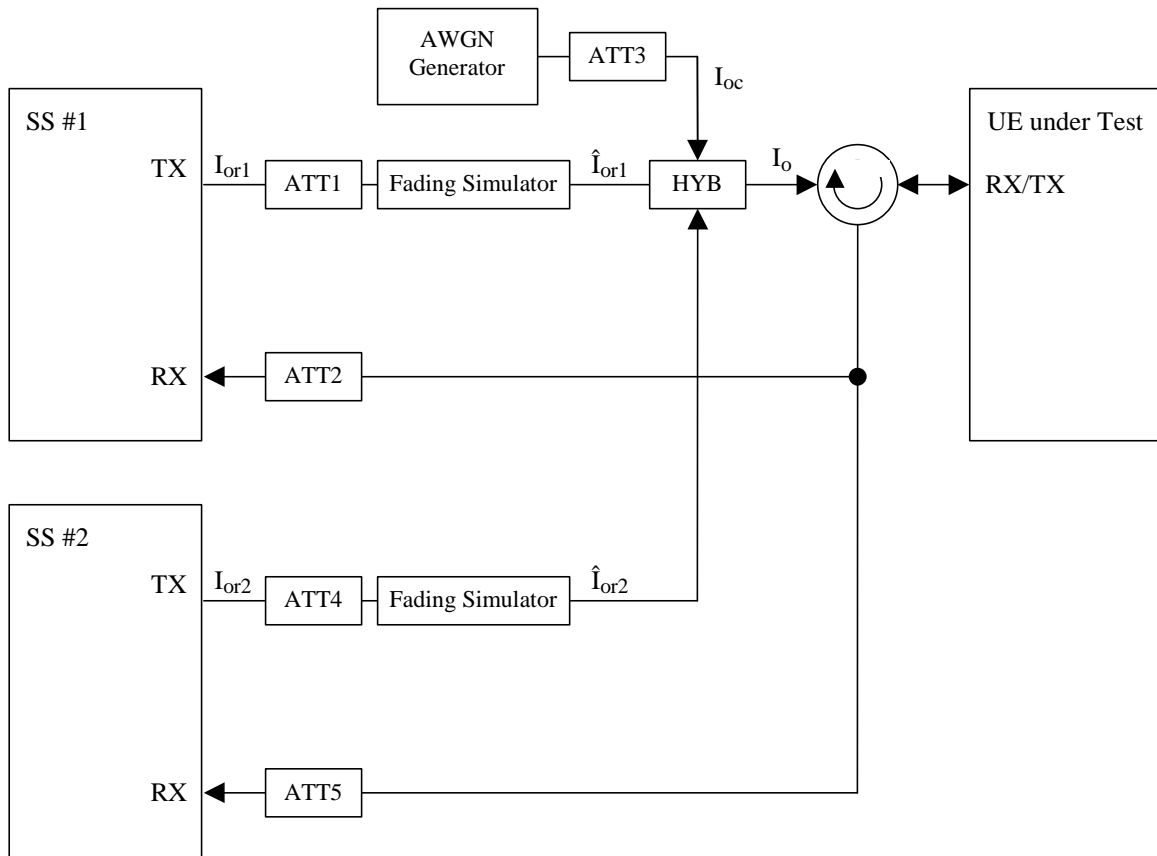 AWGN
Generator
ATT3
I_oc
SS #1
UE under Test
TX
I_or1
ATT1
Fading Simulator
Î_or1
HYB
I_o
RX/TX
RX
ATT2
SS #2
TX
I_or2
ATT4
Fading Simulator
Î_or2
RX
ATT5